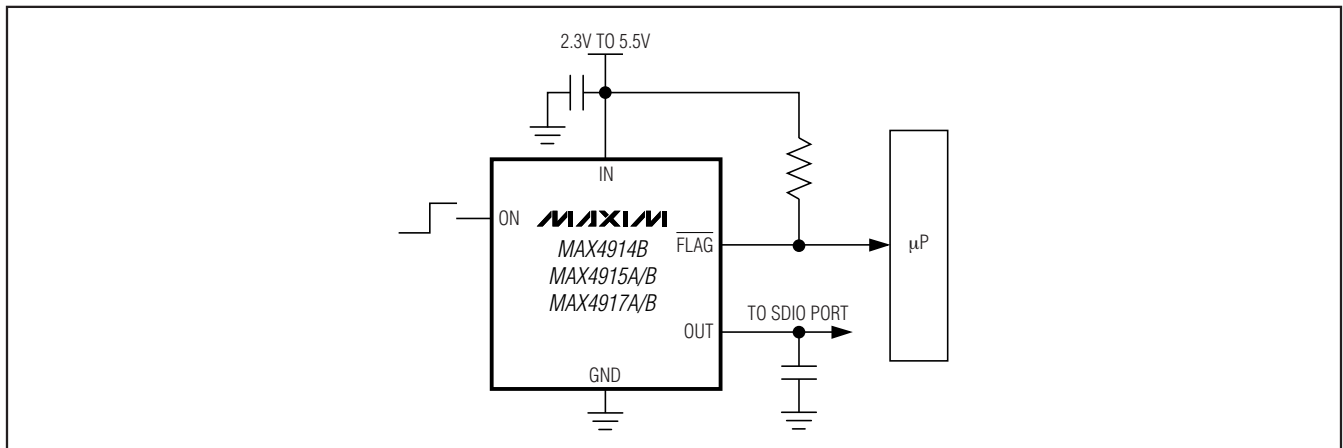 2.3V TO 5.5V
IN
ON
MAXIM
MAX4914B
MAX4915A/B
MAX4917A/B
FLAG
µP
TO SDIO PORT
OUT
GND